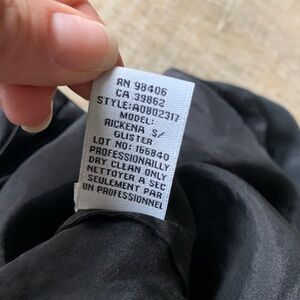 RN 98406
CA 39862
STYLE:A0802317
MODEL:
RICKENA S/
GLISTER
LOT NO: 166840
PROFESSIONAILLY
DRY CLEAN ONLY
NETTOYER A SEC
SEULEMENT PAR
UN PROFESSIONNEL